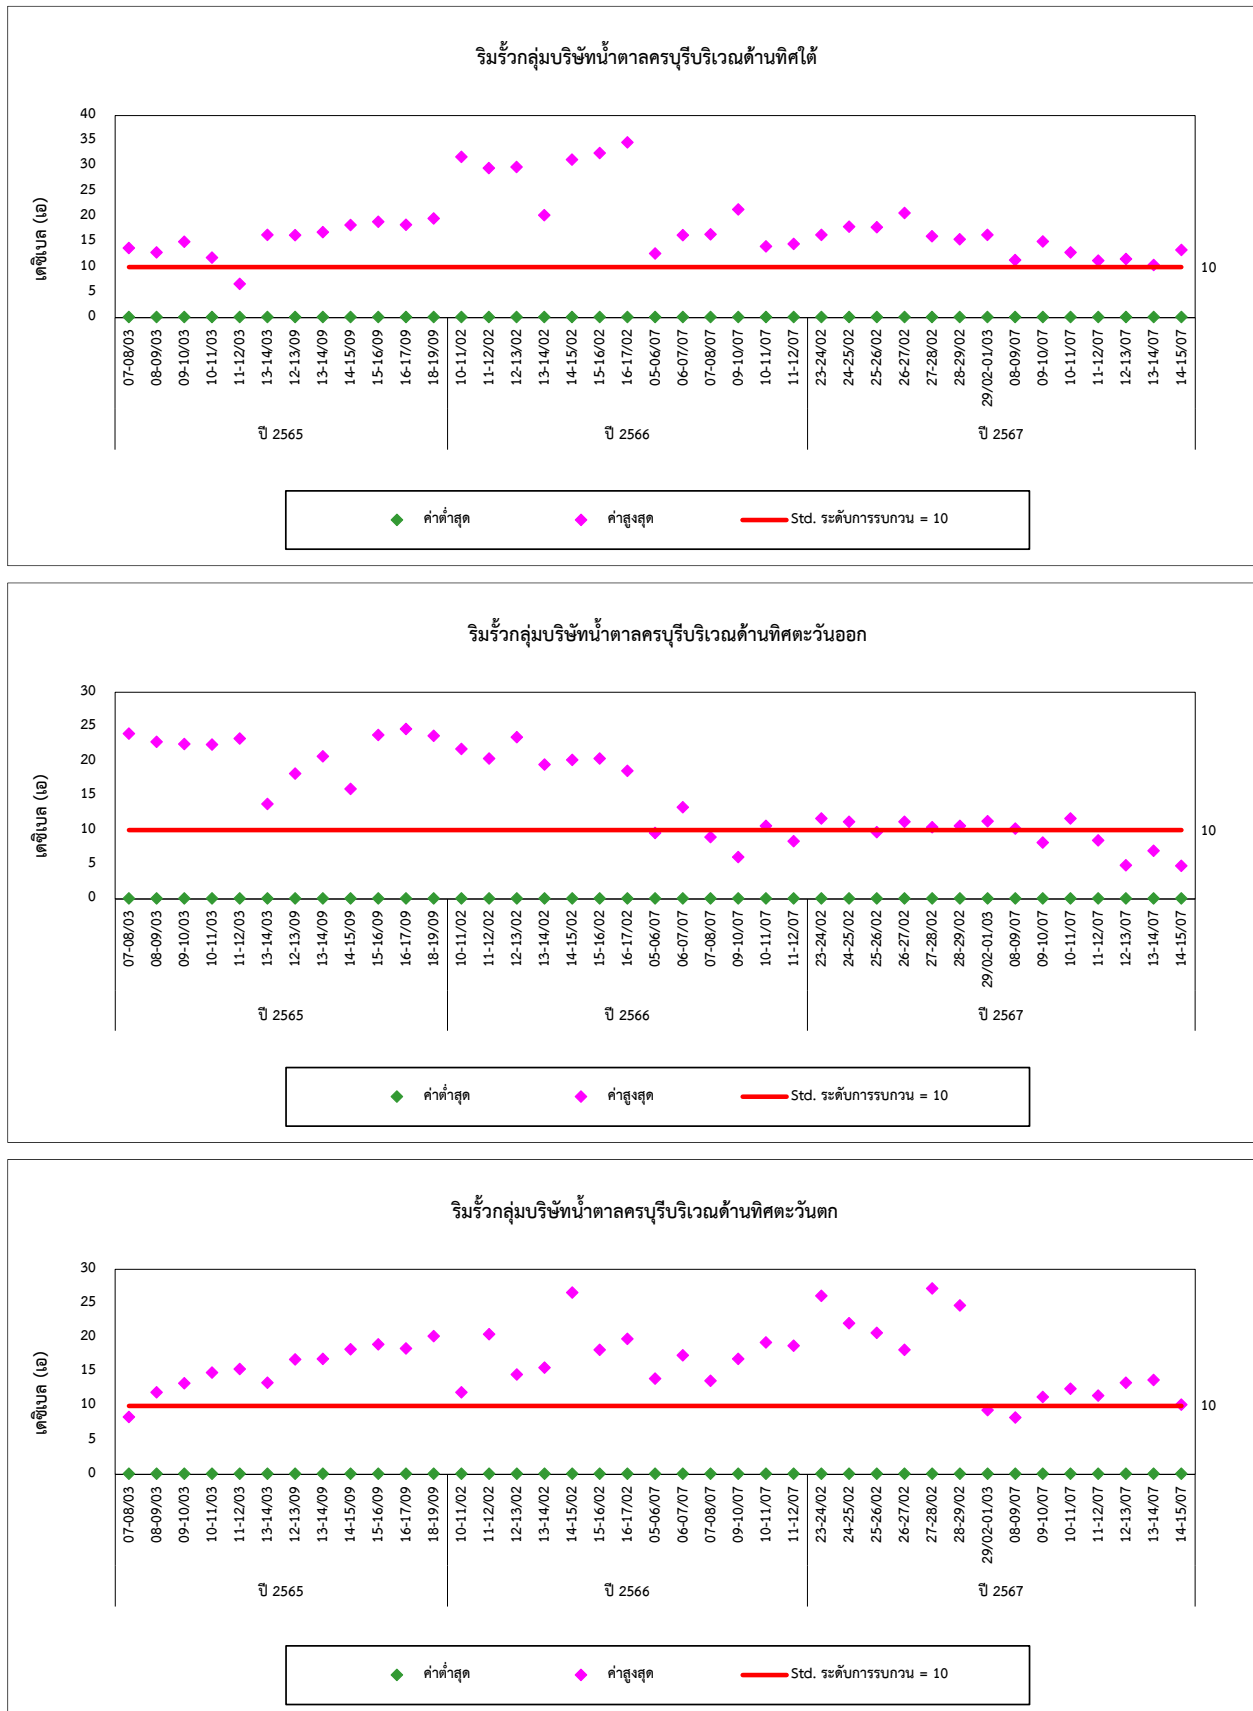 ริมรั้วกลุ่มบริษัทน้ำตาลครบุรีบริเวณด้านทิศใต้
40
35
30
25
20
15
10
5
0
เดซิเบล (เอ)
10
07-08/03 08-09/03 09-10/03 10-11/03 11-12/03 13-14/03 12-13/09 13-14/09 14-15/09 15-16/09 16-17/09 18-19/09 10-11/02 11-12/02 12-13/02 13-14/02 14-15/02 15-16/02 16-17/02 05-06/07 06-07/07 07-08/07 09-10/07 10-11/07 11-12/07 23-24/02 24-25/02 25-26/02 26-27/02 27-28/02 28-29/02 29/02-01/03 08-09/07 09-10/07 10-11/07 11-12/07 12-13/07 13-14/07 14-15/07
ปี 2565 ปี 2566 ปี 2567
ค่าต่ำสุด ค่าสูงสุด Std. ระดับการรบกวน = 10
ริมรั้วกลุ่มบริษัทน้ำตาลครบุรีบริเวณด้านทิศตะวันออก
30
25
20
15
10
5
0
เดซิเบล (เอ)
10
07-08/03 08-09/03 09-10/03 10-11/03 11-12/03 13-14/03 12-13/09 13-14/09 14-15/09 15-16/09 16-17/09 18-19/09 10-11/02 11-12/02 12-13/02 13-14/02 14-15/02 15-16/02 16-17/02 05-06/07 06-07/07 07-08/07 09-10/07 10-11/07 11-12/07 23-24/02 24-25/02 25-26/02 26-27/02 27-28/02 28-29/02 29/02-01/03 08-09/07 09-10/07 10-11/07 11-12/07 12-13/07 13-14/07 14-15/07
ปี 2565 ปี 2566 ปี 2567
ค่าต่ำสุด ค่าสูงสุด Std. ระดับการรบกวน = 10
ริมรั้วกลุ่มบริษัทน้ำตาลครบุรีบริเวณด้านทิศตะวันตก
30
25
20
15
10
5
0
เดซิเบล (เอ)
10
07-08/03 08-09/03 09-10/03 10-11/03 11-12/03 13-14/03 12-13/09 13-14/09 14-15/09 15-16/09 16-17/09 18-19/09 10-11/02 11-12/02 12-13/02 13-14/02 14-15/02 15-16/02 16-17/02 05-06/07 06-07/07 07-08/07 09-10/07 10-11/07 11-12/07 23-24/02 24-25/02 25-26/02 26-27/02 27-28/02 28-29/02 29/02-01/03 08-09/07 09-10/07 10-11/07 11-12/07 12-13/07 13-14/07 14-15/07
ปี 2565 ปี 2566 ปี 2567
ค่าต่ำสุด ค่าสูงสุด Std. ระดับการรบกวน = 10